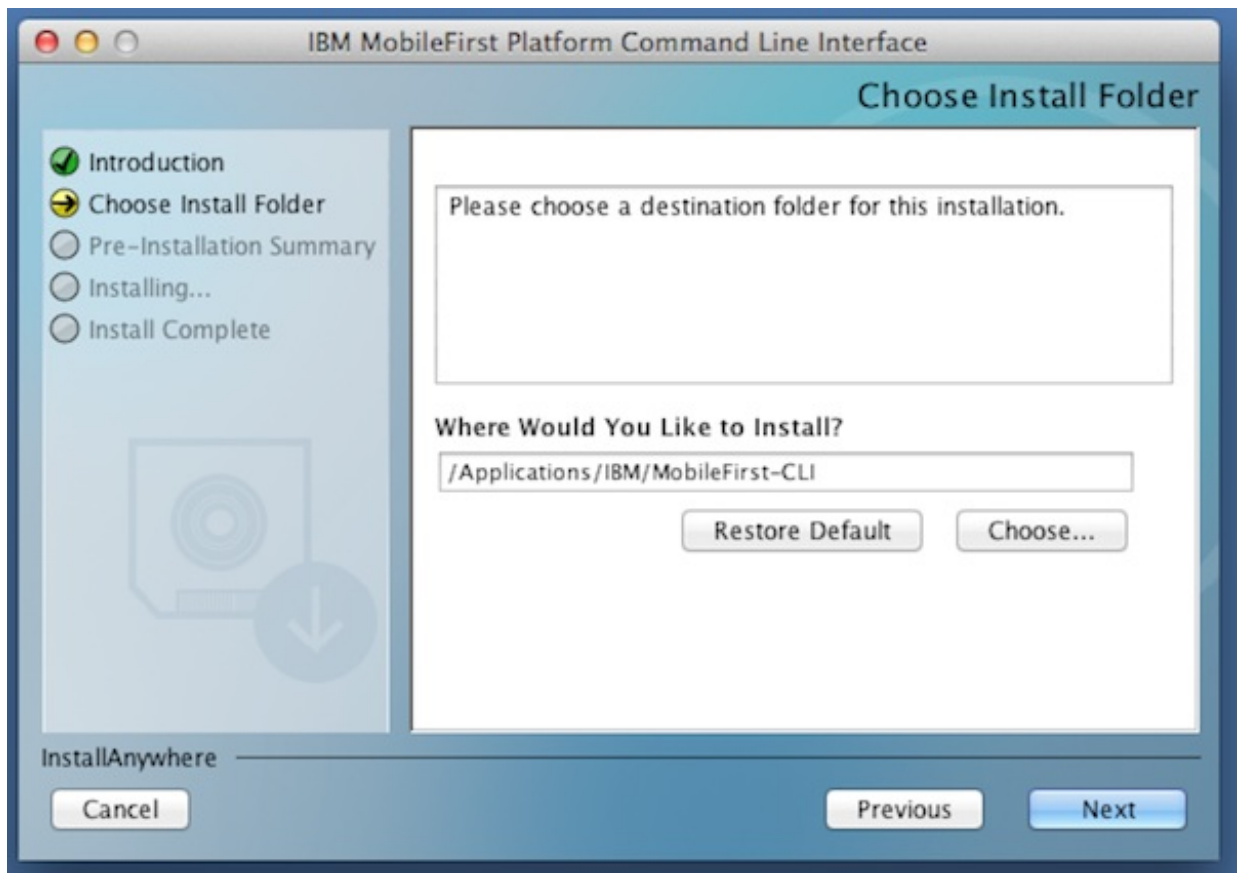 IBM MobileFirst Platform Command Line Interface
Choose Install Folder
Introduction
Choose Install Folder
Pre-Installation Summary
Installing...
Install Complete
Please choose a destination folder for this installation.
Where Would You Like to Install?
/Applications/IBM/MobileFirst-CLI
Restore Default
Choose...
InstallAnywhere
Cancel
Previous
Next